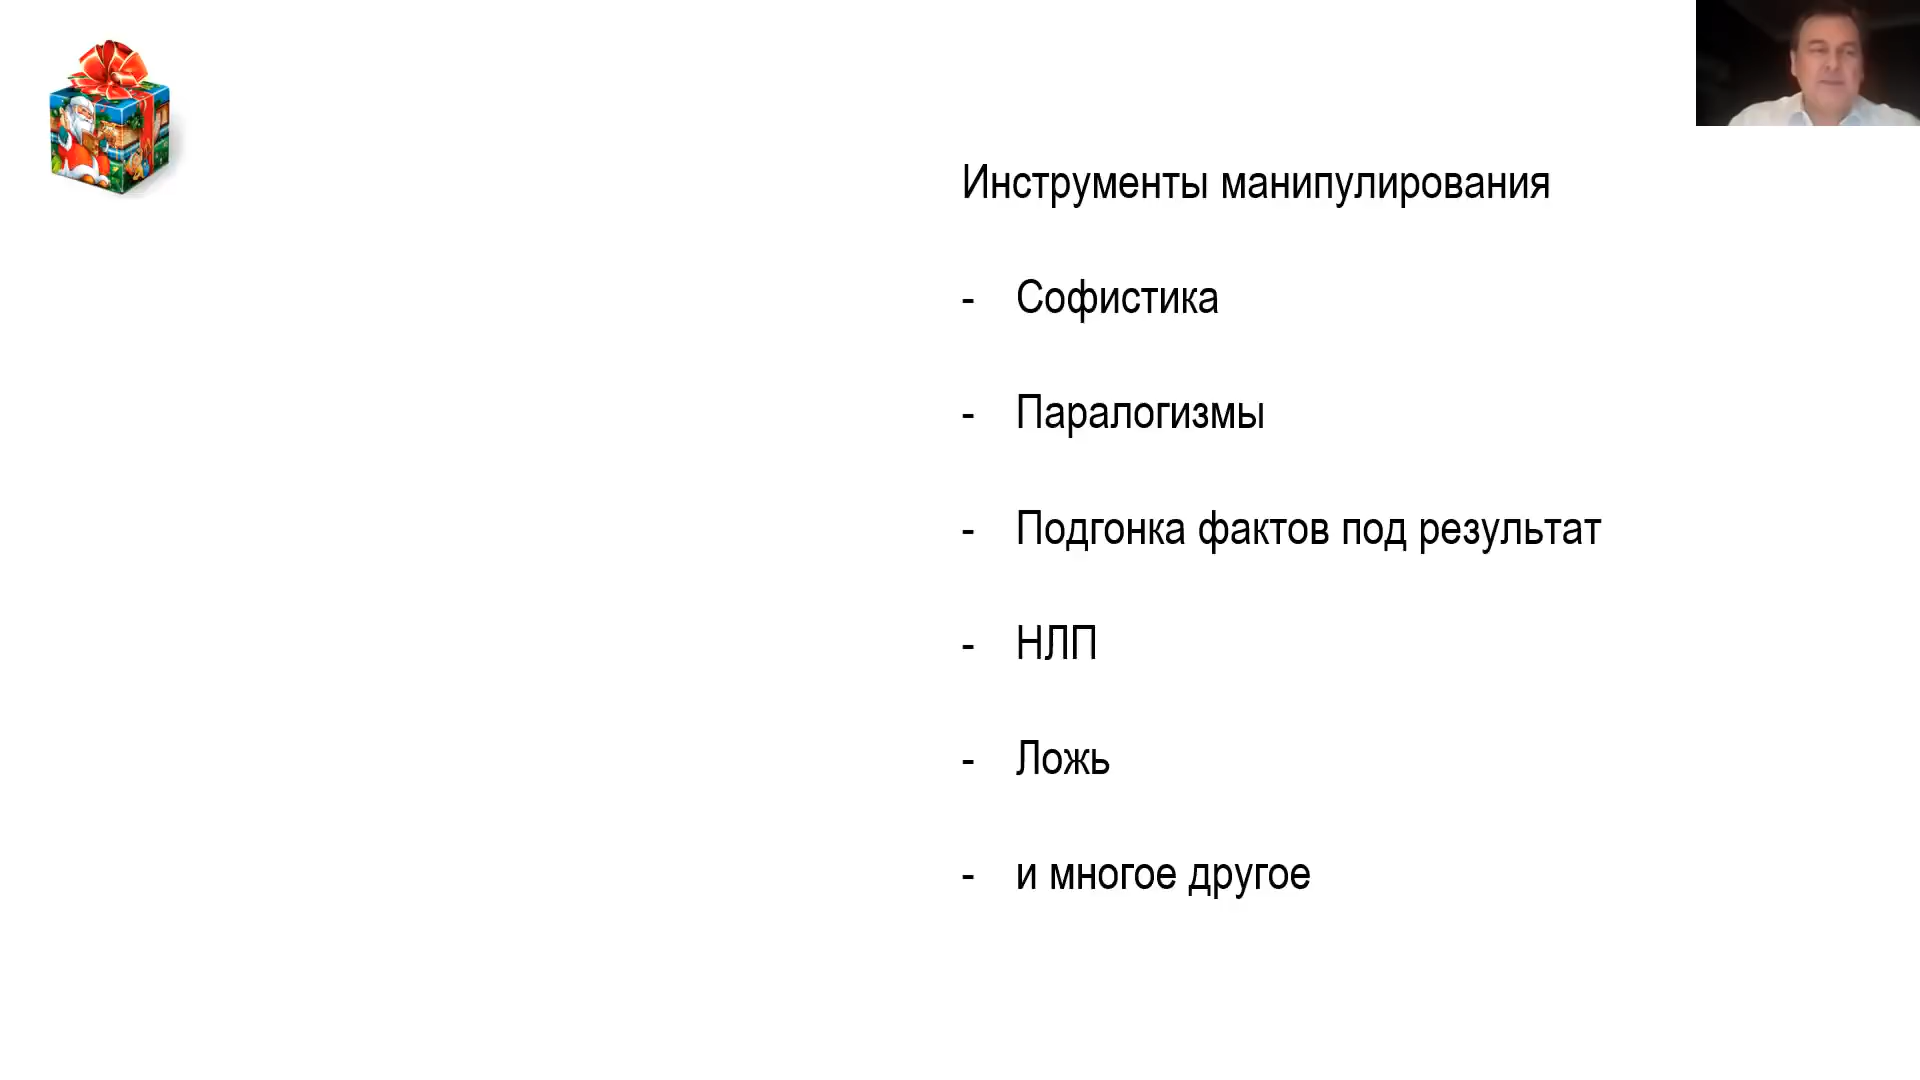 Инструменты манипулирования
- Софистика
- Паралогизмы
- Подгонка фактов под результат
- НЛП
- Ложь
- и многое другое